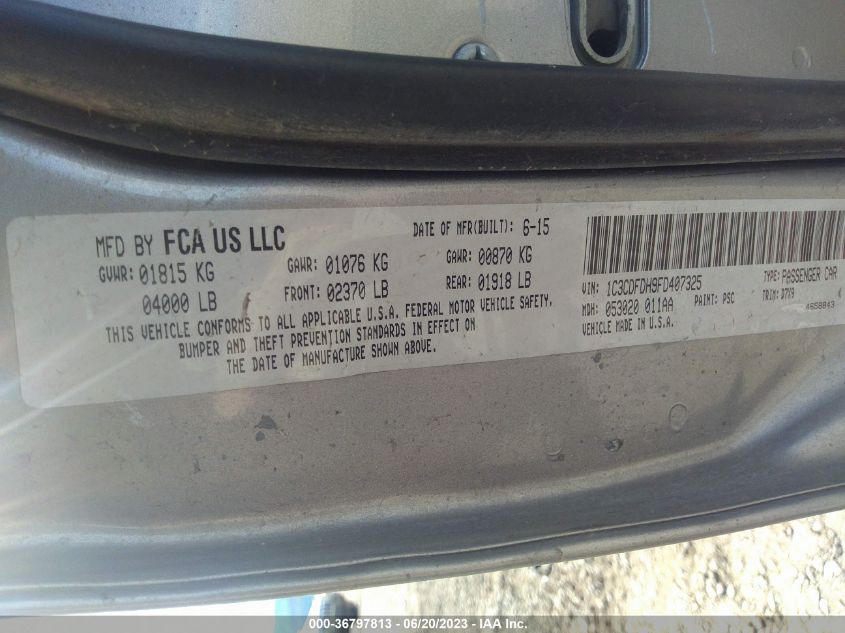 MFD BY FCA US LLC
DATE OF MFR(BUILT): 6-15
GVWR: 01815 KG
GAWR: 01076 KG
GAWR: 00870 KG
04000 LB
FRONT: 02370 LB
REAR: 01918 LB
THIS VEHICLE CONFORMS TO ALL APPLICABLE U.S.A. FEDERAL MOTOR VEHICLE SAFETY,
BUMPER AND THEFT PREVENTION STANDARDS IN EFFECT ON
THE DATE OF MANUFACTURE SHOWN ABOVE.
VIN: 1C3CDFDH9FD407325
TYPE: PASSENGER CAR
MDH: 053020 011AA
PAINT: PSC
TRIM:
VEHICLE MADE IN U.S.A.
4658843
4
000-36797813 - 06/20/2023 - IAA Inc.